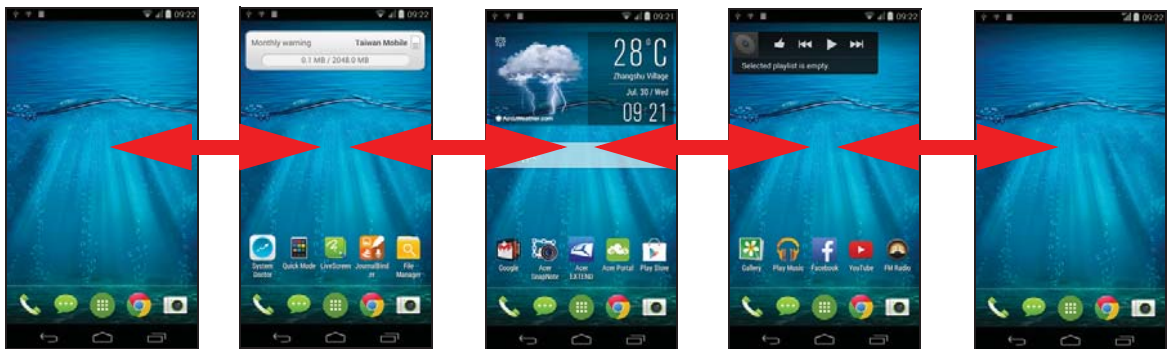 09:22
09:22
Monthly warning Taiwan Mobile
0.1 MB / 2048.0 MB
System Doctor
Quick Mode
LiveScreen
JournalBinder
File Manager
09:21
28°C
Zhangshu Village
Jul. 30 / Wed
09 21
AccuWeather.com
Google
Acer SnapNote
Acer EXTEND
Acer Portal
Play Store
09:22
Selected playlist is empty.
Gallery
Play Music
Facebook
YouTube
FM Radio
09:22